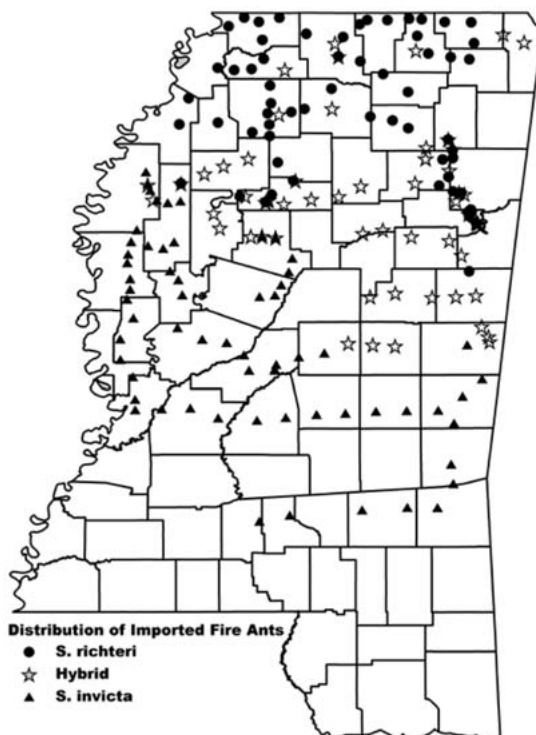 Distribution of Imported Fire Ants
S. richteri
Hybrid
S. invicta